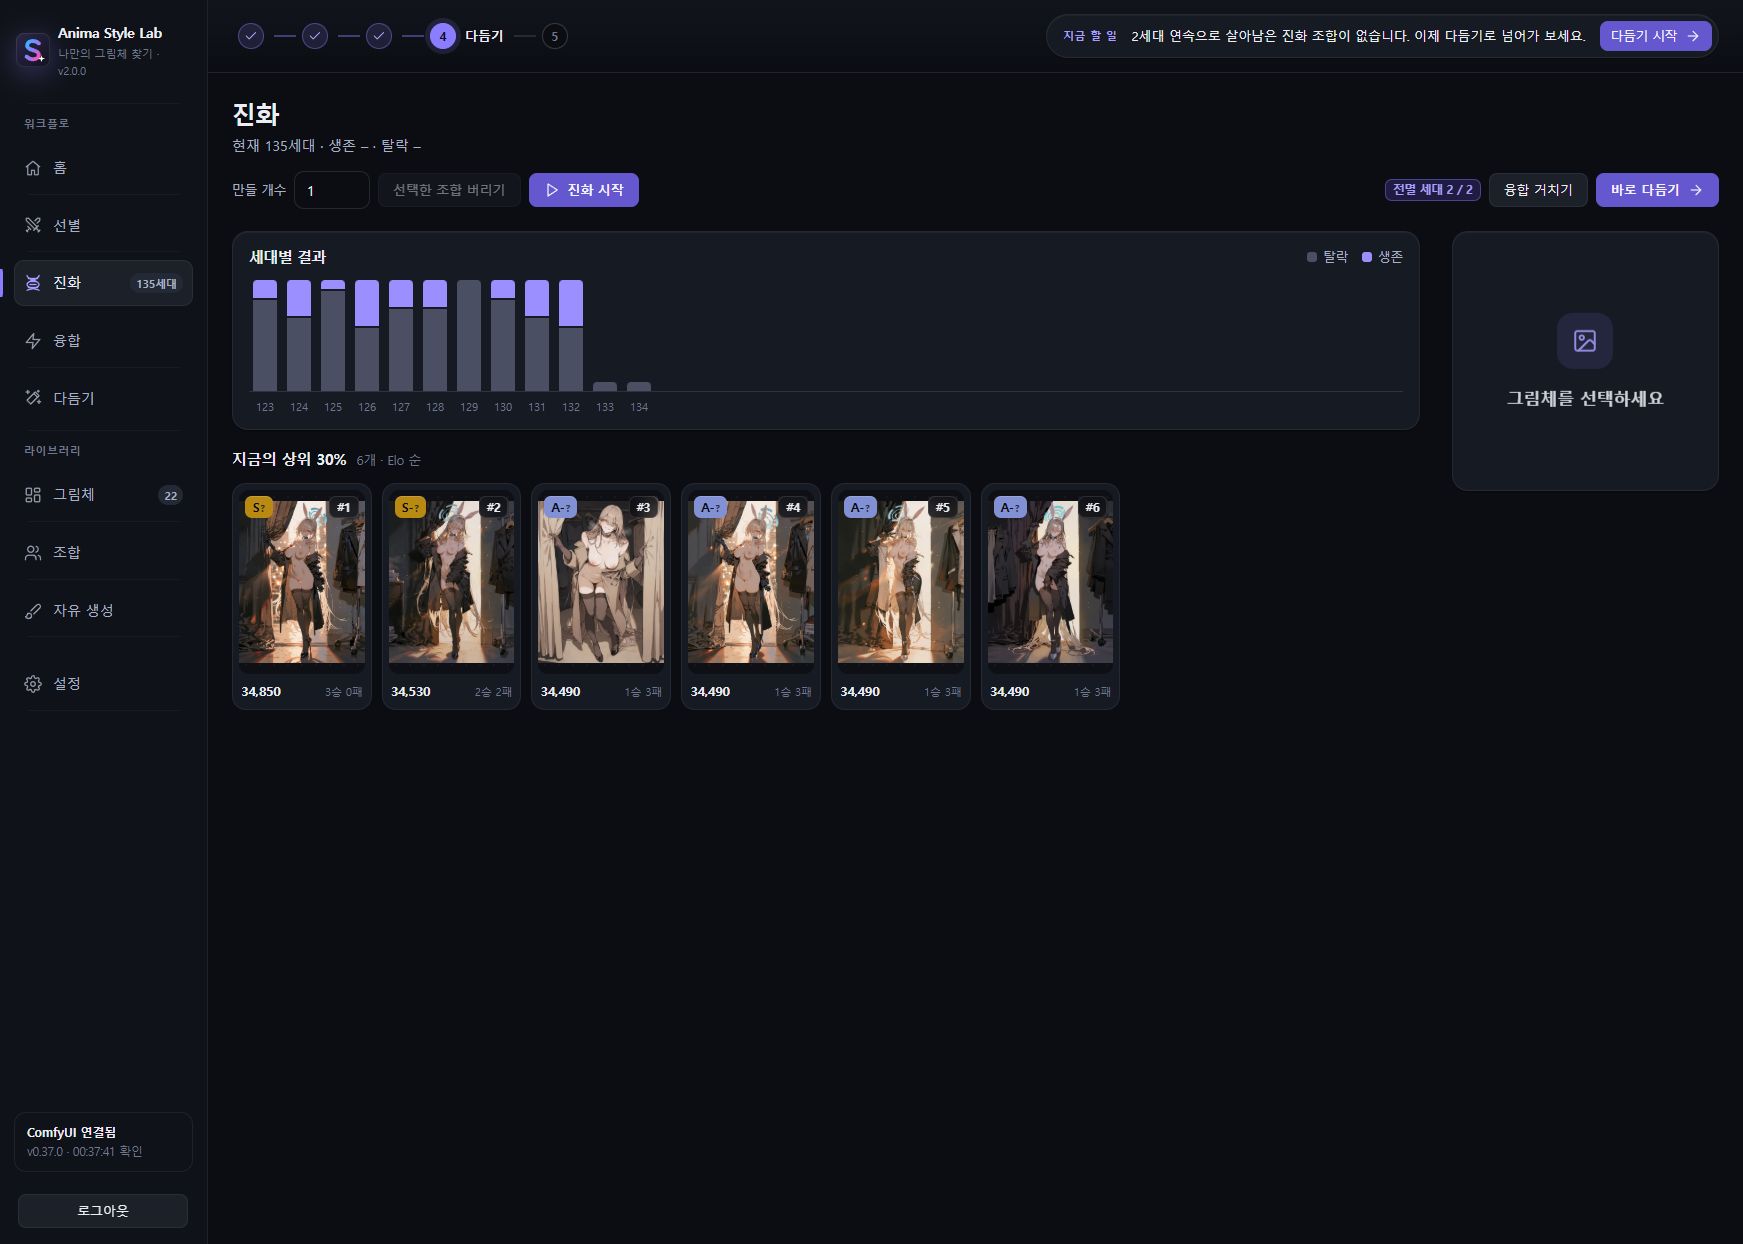 Anima Style Lab
나만의 그림체 찾기 ·
v2.0.0
4 다듬기 5
지금 할 일 2세대 연속으로 살아남은 진화 조합이 없습니다. 이제 다듬기로 넘어가 보세요. 다듬기 시작 →
워크플로
홈
선별
진화 135세대
융합
다듬기
라이브러리
그림체 22
조합
자유 생성
설정
ComfyUI 연결됨
v0.37.0 · 00:37:41 확인
로그아웃
진화
현재 135세대 · 생존 – · 탈락 –
만들 개수 1 선택한 조합 버리기 진화 시작 전멸 세대 2 / 2 융합 거치기 바로 다듬기 →
세대별 결과 탈락 생존
123 124 125 126 127 128 129 130 131 132 133 134
그림체를 선택하세요
지금의 상위 30% 6개 · Elo 순
S? #1 S-? #2 A-? #3 A-? #4 A-? #5 A-? #6
34,850 3승 0패 34,530 2승 2패 34,490 1승 3패 34,490 1승 3패 34,490 1승 3패 34,490 1승 3패